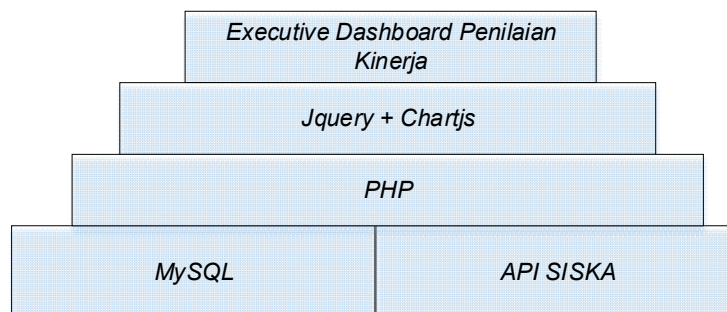 Executive Dashboard Penilaian
Kinerja
Jquery + Chartjs
PHP
MySQL
API SISKA